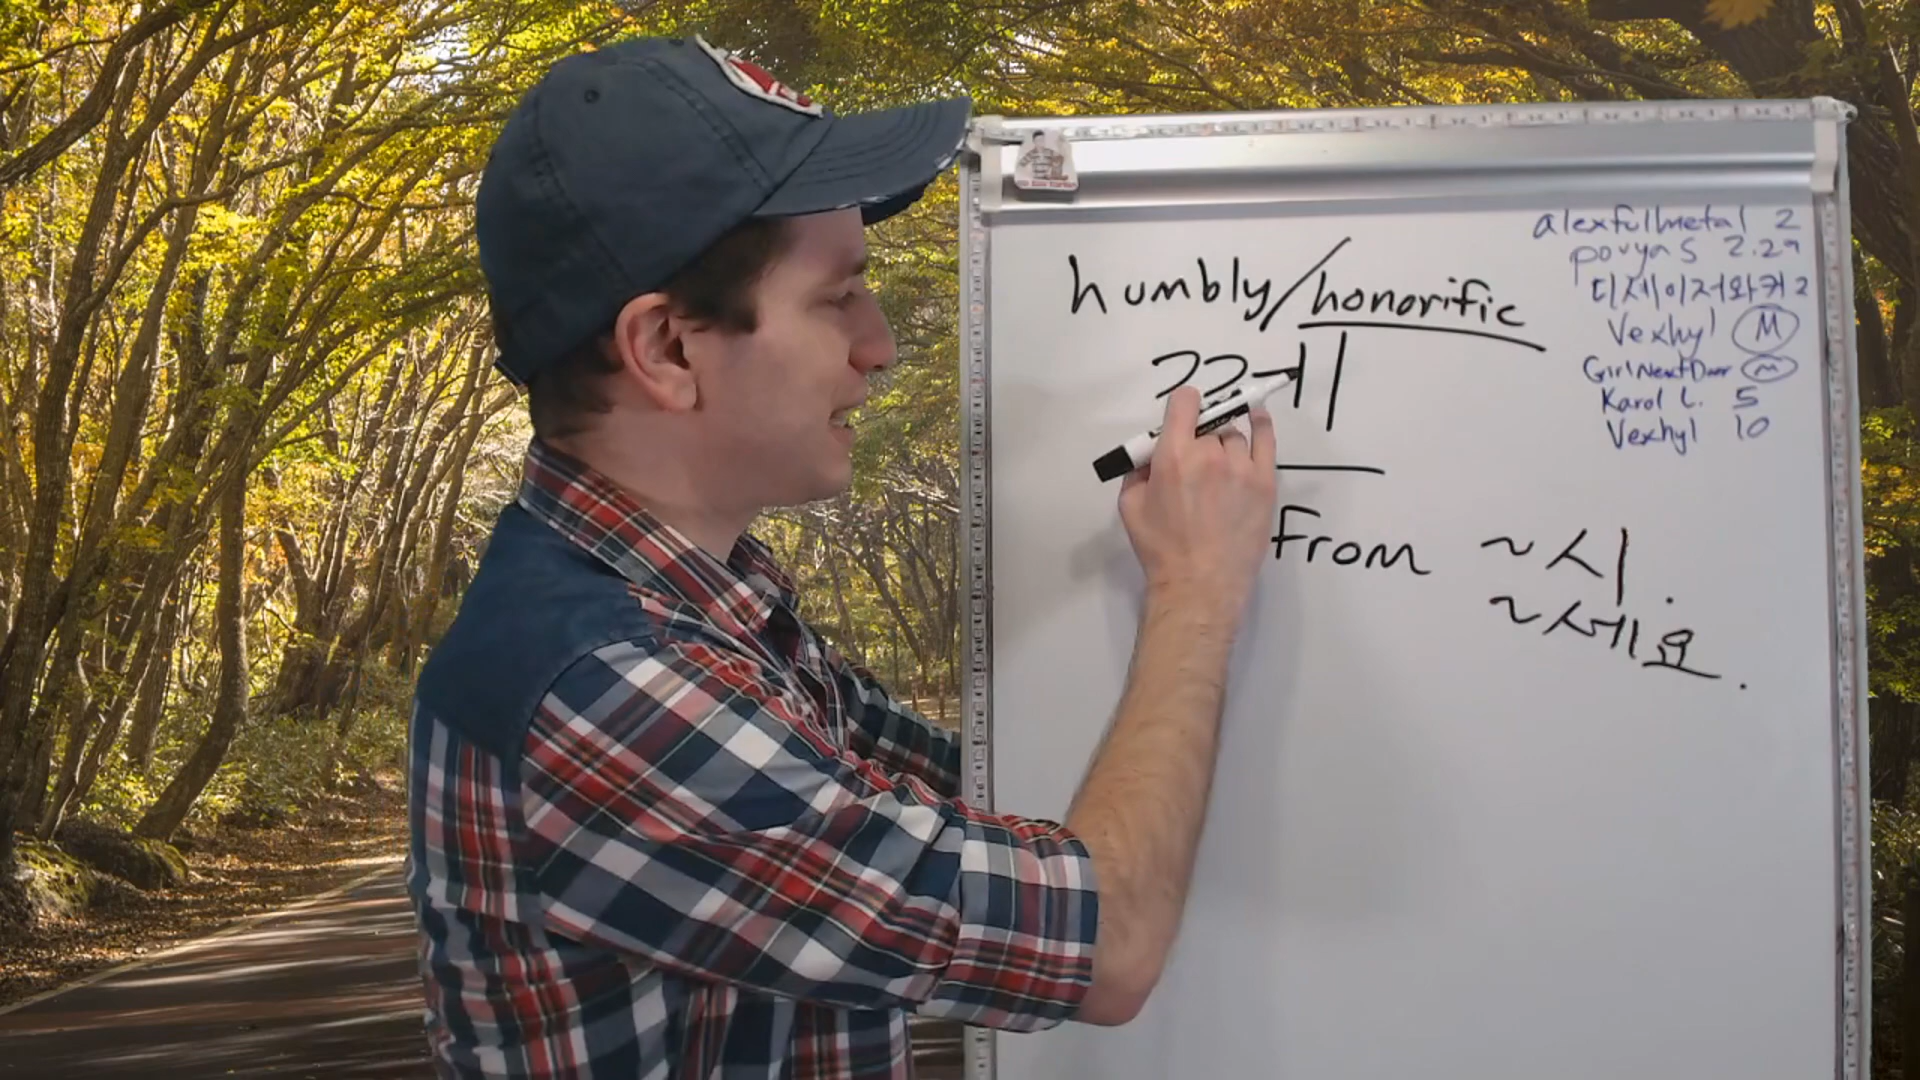 humbly/honorific
께
From ~시.
~세요.
alexfullmetal 2
pouyas 2.29
디제이저와커 2
Vexhyl M
GirlNextDoor M
Karol L. 5
Vexhyl 10